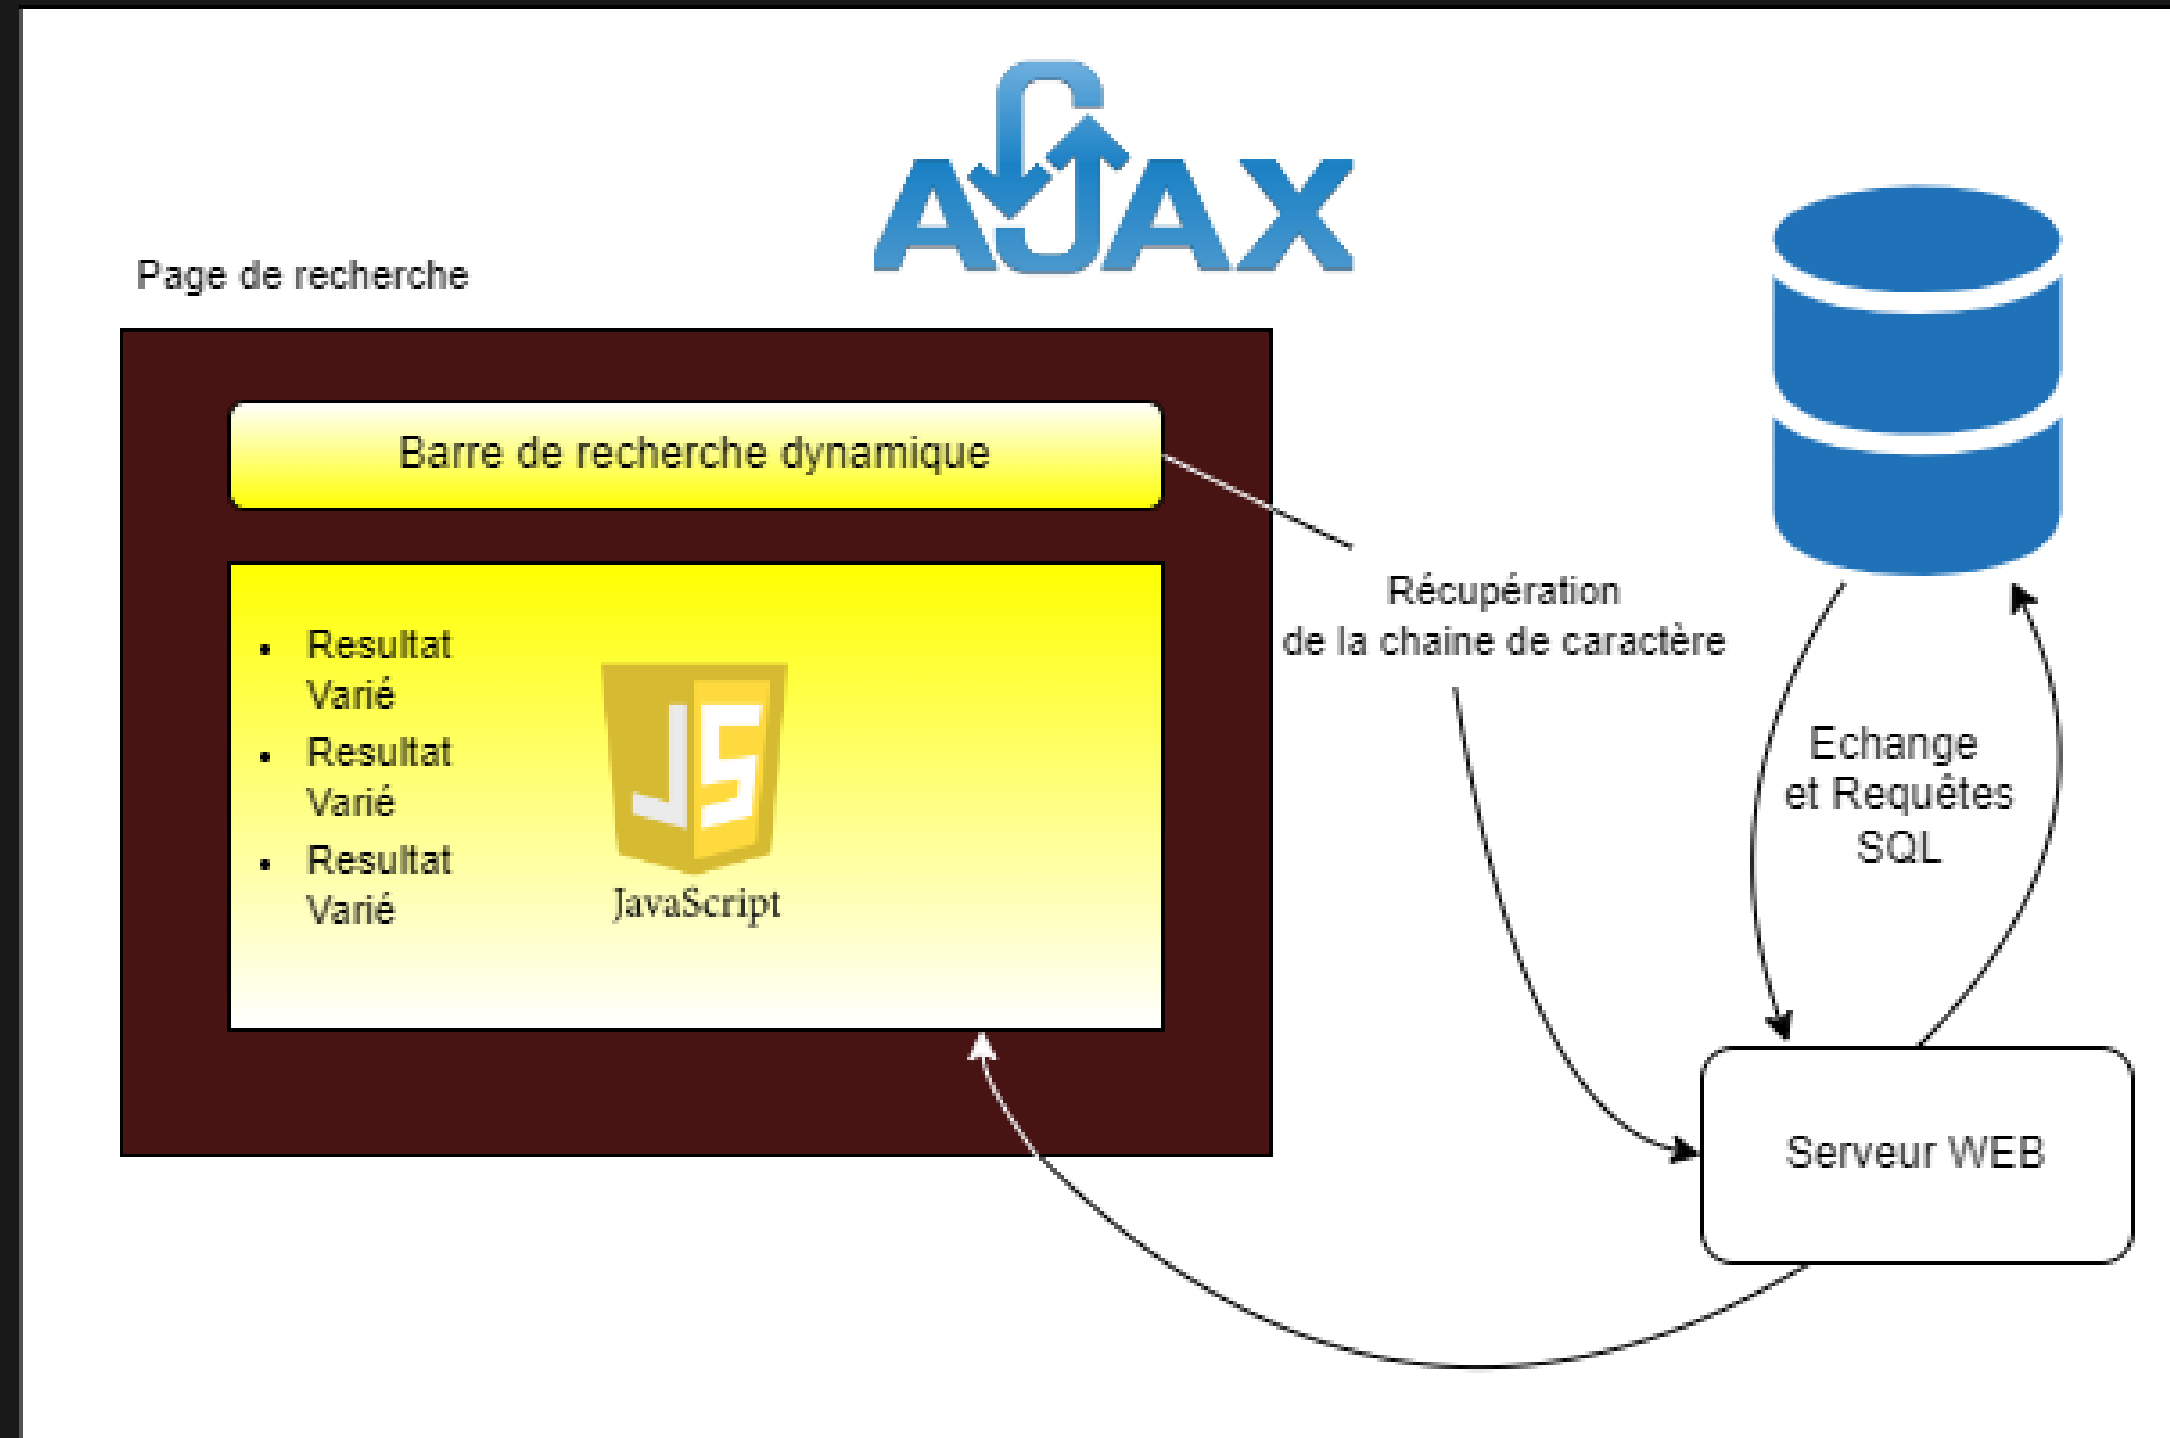 AJAX
Page de recherche
Barre de recherche dynamique
Récupération
de la chaine de caractère
Resultat
Varié
Resultat
Varié
Resultat
Varié
JS
JavaScript
Echange
et Requêtes
SQL
Serveur WEB